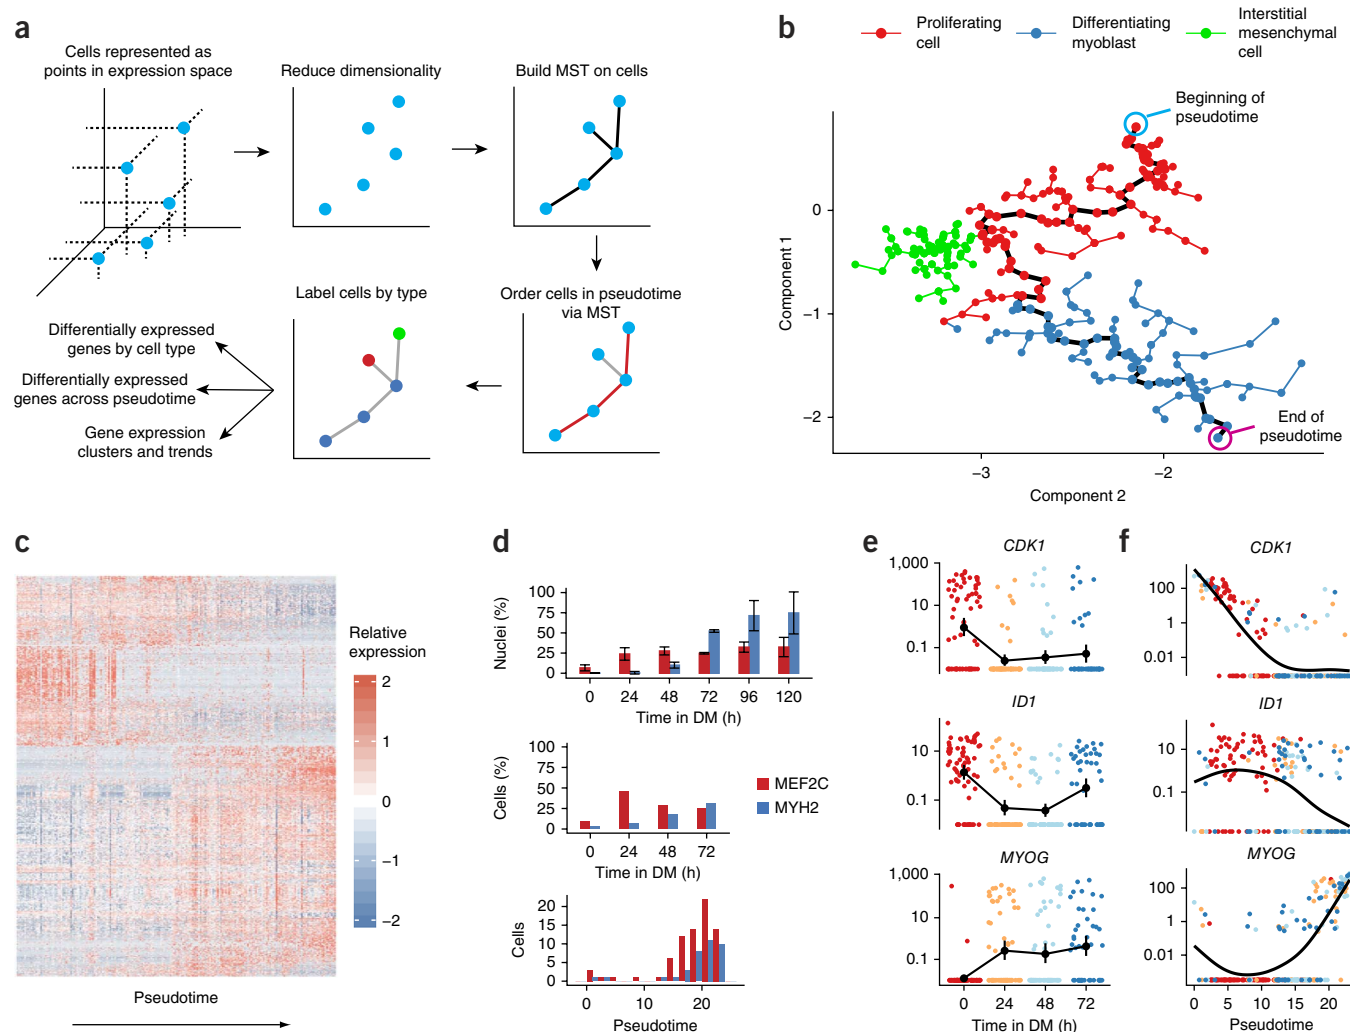 a
Cells represented as
points in expression space
Reduce dimensionality
Build MST on cells
Label cells by type
Order cells in pseudotime
via MST
Differentially expressed
genes by cell type
Differentially expressed
genes across pseudotime
Gene expression
clusters and trends
b
Proliferating
cell
Differentiating
myoblast
Interstitial
mesenchymal
cell
Beginning of
pseudotime
End of
pseudotime
Component 1
0
−1
−2
−3
−2
Component 2
c
Relative
expression
2
1
0
−1
−2
Pseudotime
d
Nuclei (%)
100
75
50
25
0
0 24 48 72 96 120
Time in DM (h)
Cells (%)
100
75
50
25
0
0 24 48 72
Time in DM (h)
MEF2C
MYH2
Cells
20
15
10
5
0
0 10 20
Pseudotime
e
CDK1
1,000
10
0.1
ID1
10
0.1
MYOG
1,000
10
0.1
0 24 48 72
Time in DM (h)
f
CDK1
100
1
0.01
ID1
10
0.1
MYOG
100
1
0.01
0 5 10 15 20
Pseudotime